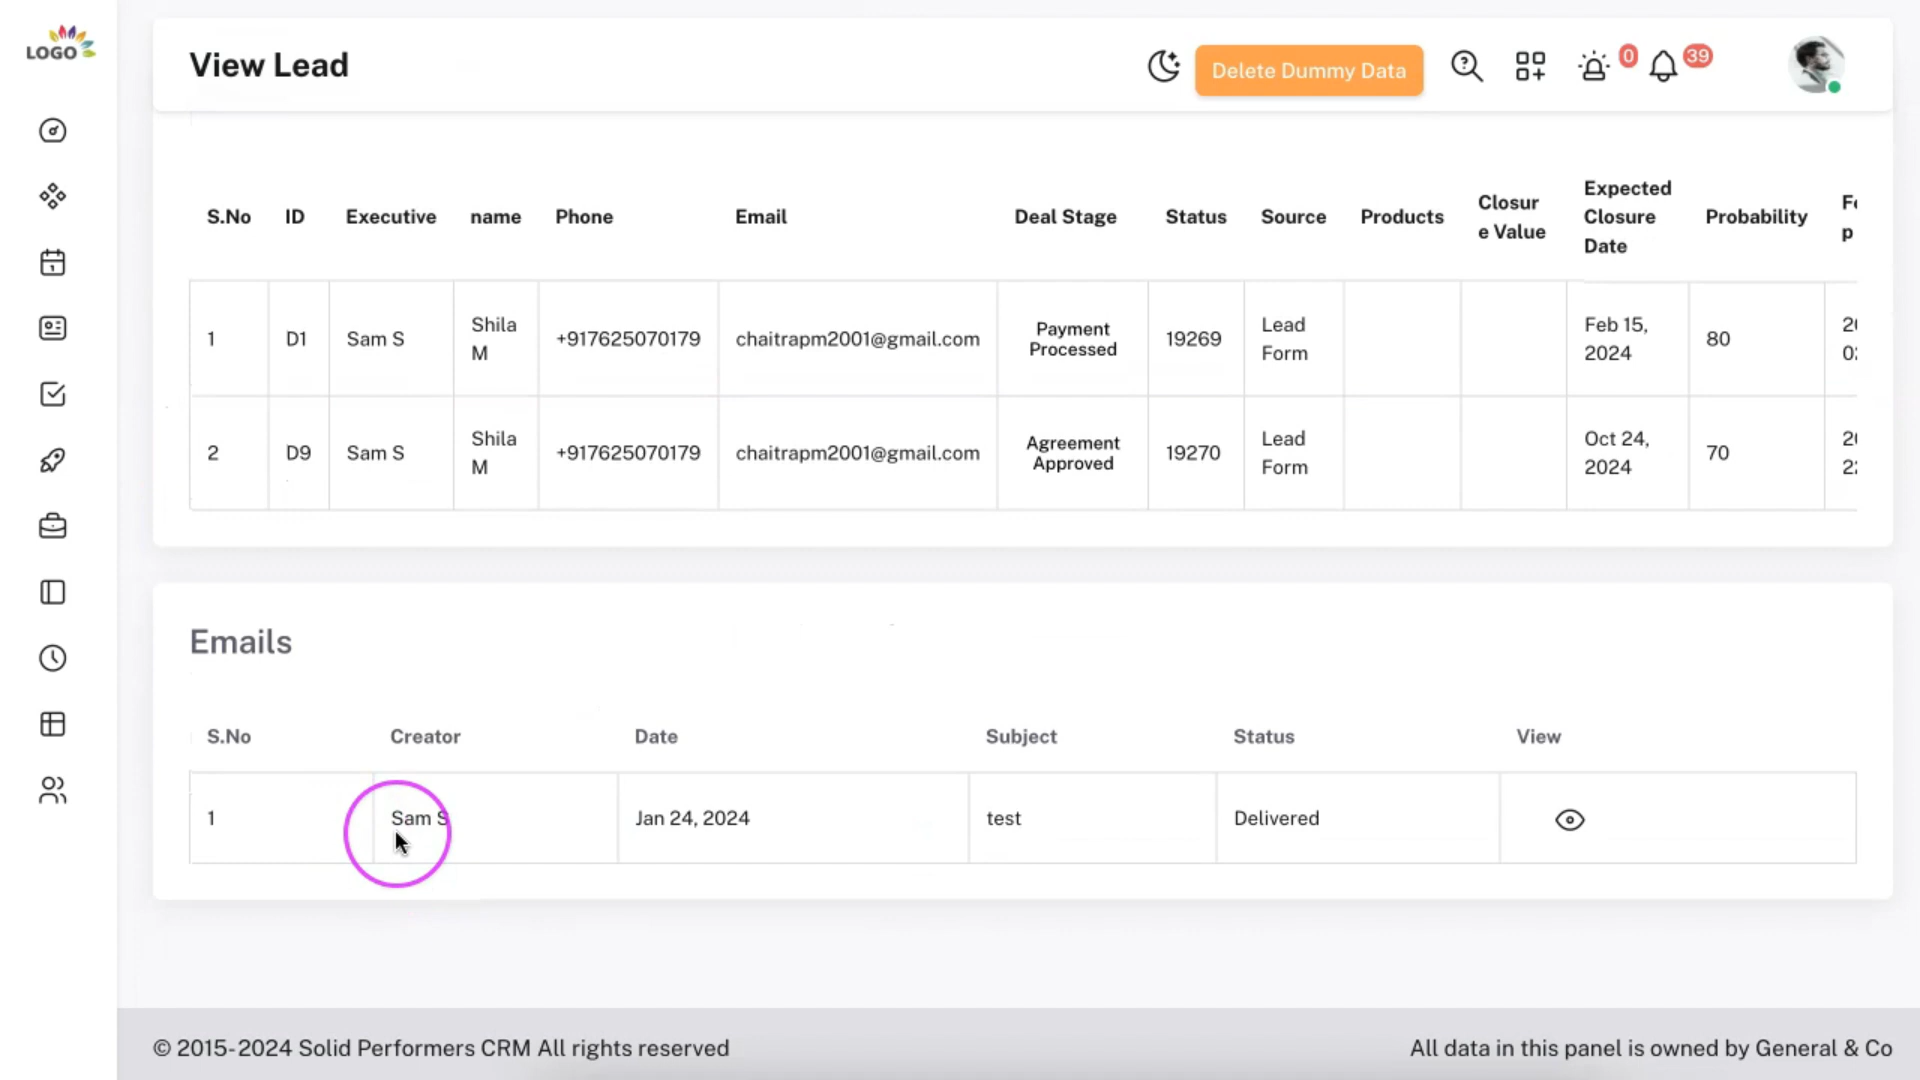 LOGO
View Lead
Delete Dummy Data
0
39
S.No ID Executive name Phone Email Deal Stage Status Source Products Closur e Value Expected Closure Date Probability
1 D1 Sam S Shila M +917625070179 chaitrapm2001@gmail.com Payment Processed 19269 Lead Form Feb 15, 2024 80
2 D9 Sam S Shila M +917625070179 chaitrapm2001@gmail.com Agreement Approved 19270 Lead Form Oct 24, 2024 70
Emails
S.No Creator Date Subject Status View
1 Sam S Jan 24, 2024 test Delivered
© 2015-2024 Solid Performers CRM All rights reserved
All data in this panel is owned by General & Co